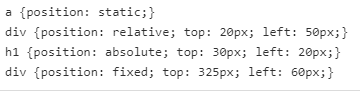 a {position: static;}
div {position: relative; top: 20px; left: 50px;}
h1 {position: absolute; top: 30px; left: 20px;}
div {position: fixed; top: 325px; left: 60px;}